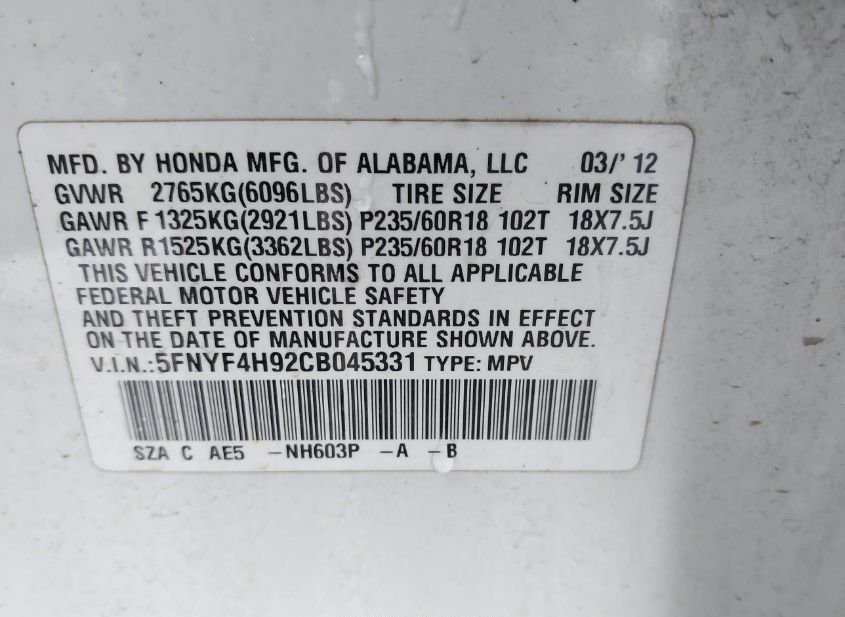 MFD. BY HONDA MFG. OF ALABAMA, LLC 03/'12
GVWR 2765KG(6096LBS) TIRE SIZE RIM SIZE
GAWR F1325KG(2921LBS) P235/60R18 102T 18X7.5J
GAWR R1525KG(3362LBS) P235/60R18 102T 18X7.5J
THIS VEHICLE CONFORMS TO ALL APPLICABLE
FEDERAL MOTOR VEHICLE SAFETY
AND THEFT PREVENTION STANDARDS IN EFFECT
ON THE DATE OF MANUFACTURE SHOWN ABOVE.
V.I.N.:5FNYF4H92CB045331 TYPE: MPV
SZA C AE5 -NH603P -A -B